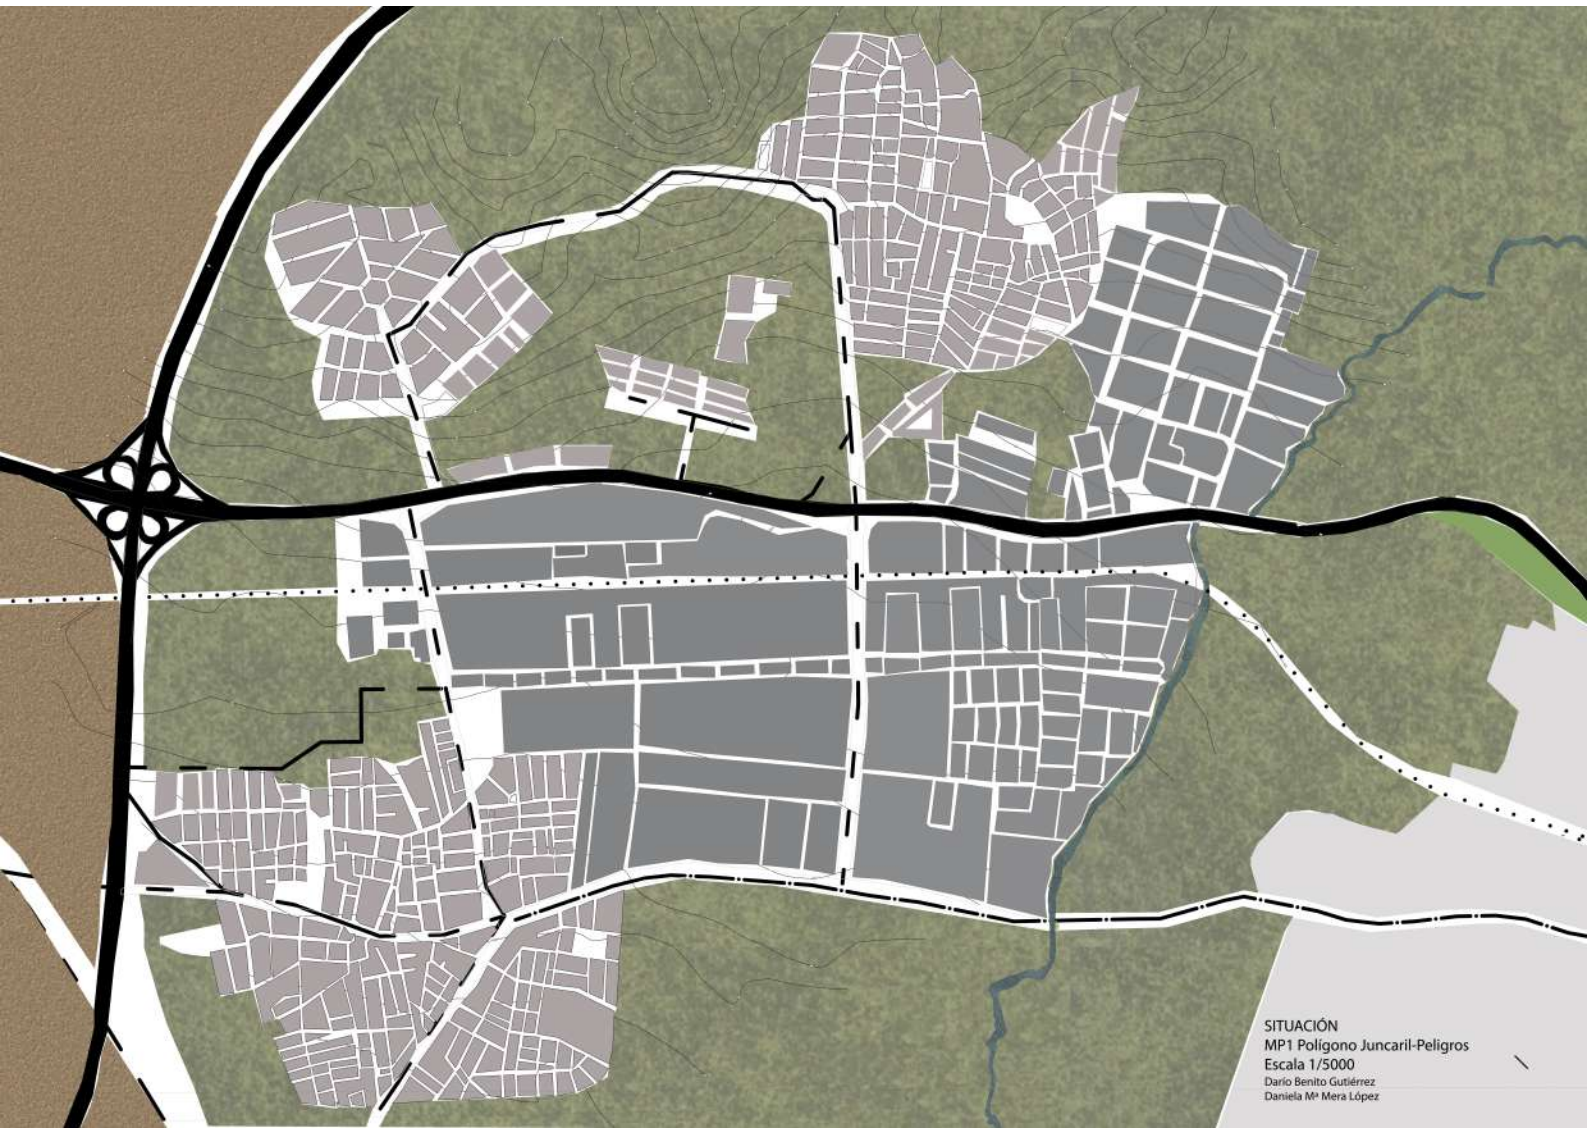 SITUACIÓN
MP1 Polígono Juncaril-Peligros
Escala 1/5000
Darío Benito Gutiérrez
Daniela Mª Mera López